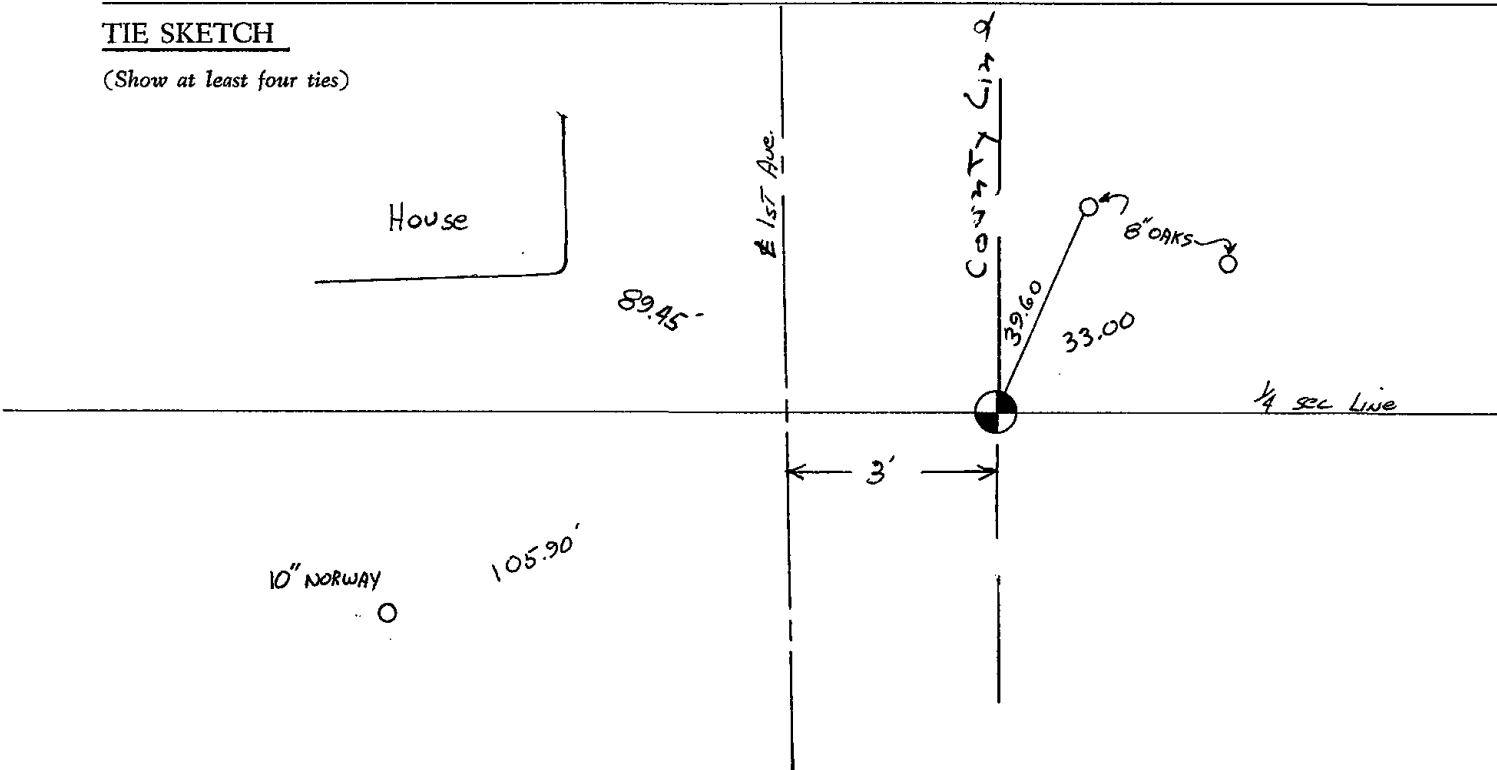 TIE SKETCH
(Show at least four ties)
House
℄ 1ST Ave.
County Line
8" OAKS
89.45'
39.60
33.00
1/4 sec Line
3'
105.90'
10" NORWAY